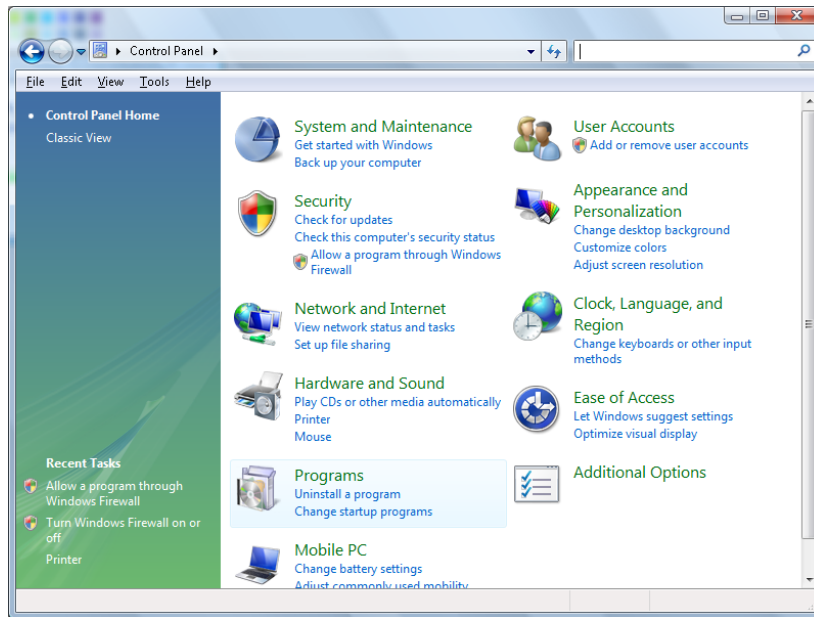 Control Panel
File Edit View Tools Help
Control Panel Home
Classic View
Recent Tasks
Allow a program through
Windows Firewall
Turn Windows Firewall on or
off
Printer
System and Maintenance
Get started with Windows
Back up your computer
Security
Check for updates
Check this computer's security status
Allow a program through Windows
Firewall
Network and Internet
View network status and tasks
Set up file sharing
Hardware and Sound
Play CDs or other media automatically
Printer
Mouse
Programs
Uninstall a program
Change startup programs
Mobile PC
Change battery settings
Adjust commonly used mobility
User Accounts
Add or remove user accounts
Appearance and
Personalization
Change desktop background
Customize colors
Adjust screen resolution
Clock, Language, and
Region
Change keyboards or other input
methods
Ease of Access
Let Windows suggest settings
Optimize visual display
Additional Options